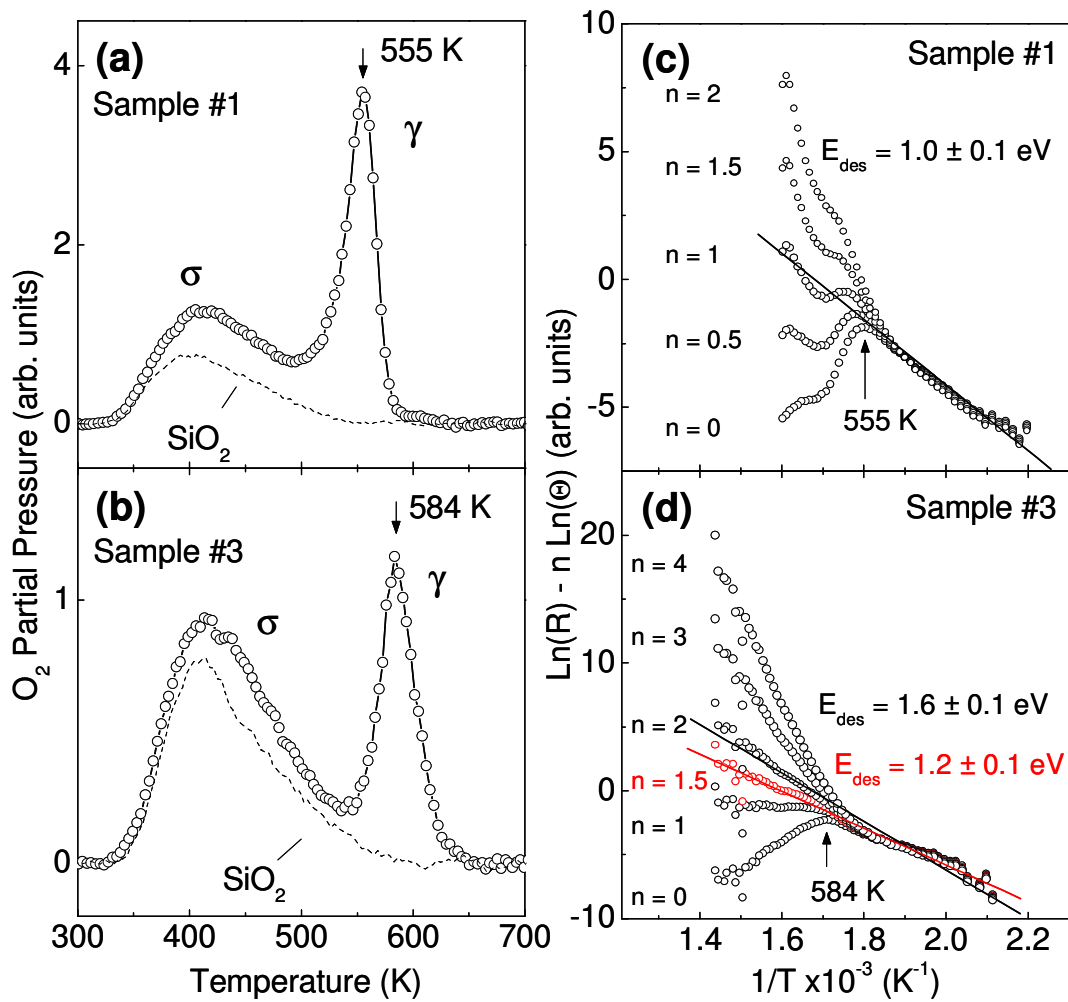 (a)
Sample #1
555 K
σ
γ
SiO2
4
2
0
(b)
Sample #3
584 K
σ
γ
SiO2
1
0
300 400 500 600 700
Temperature (K)
O2 Partial Pressure (arb. units)
(c)
Sample #1
n = 2
n = 1.5
n = 1
n = 0.5
n = 0
Edes = 1.0 ± 0.1 eV
555 K
10
5
0
-5
(d)
Sample #3
n = 4
n = 3
n = 2
n = 1.5
n = 1
n = 0
Edes = 1.6 ± 0.1 eV
Edes = 1.2 ± 0.1 eV
584 K
20
10
0
-10
1.4 1.6 1.8 2.0 2.2
1/T x10-3 (K-1)
Ln(R) - n Ln(Θ) (arb. units)